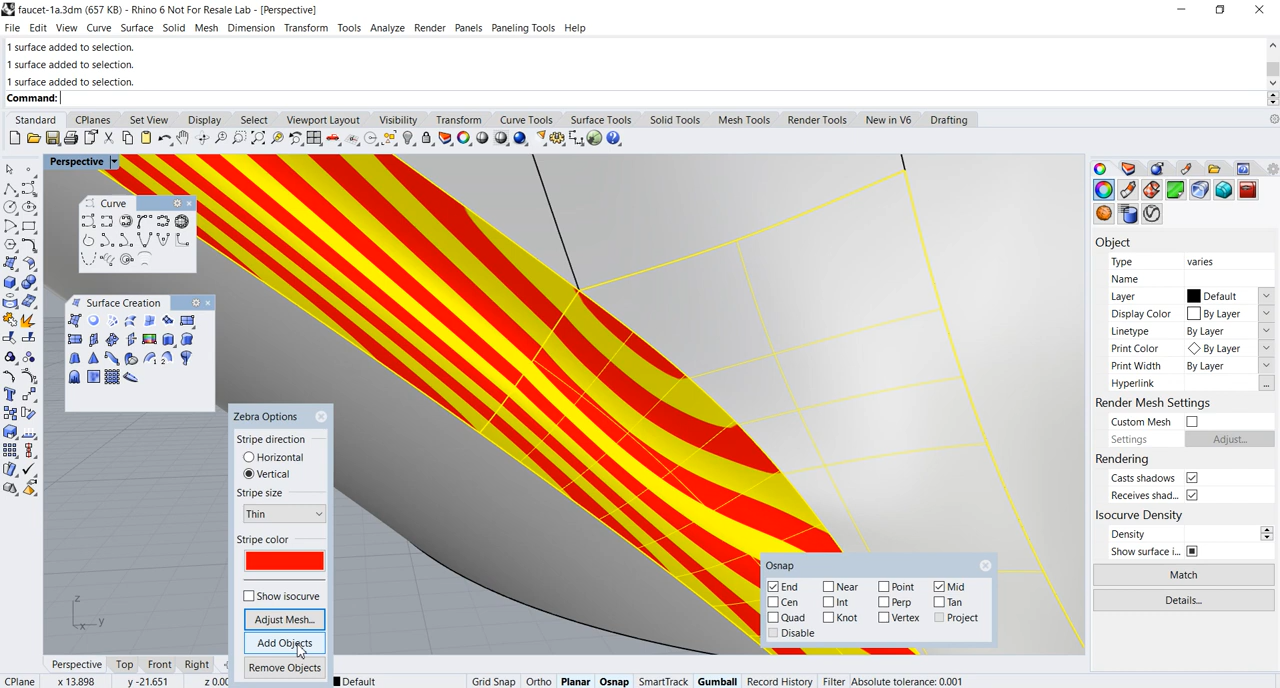 faucet-1a.3dm (657 KB) - Rhino 6 Not For Resale Lab - [Perspective]
File Edit View Curve Surface Solid Mesh Dimension Transform Tools Analyze Render Panels Paneling Tools Help
1 surface added to selection.
1 surface added to selection.
1 surface added to selection.
Command:
Standard CPlanes Set View Display Select Viewport Layout Visibility Transform Curve Tools Surface Tools Solid Tools Mesh Tools Render Tools New in V6 Drafting
Perspective
Curve
Surface Creation
Zebra Options
Stripe direction
Horizontal
Vertical
Stripe size
Thin
Stripe color
Show isocurve
Adjust Mesh...
Add Objects
Remove Objects
Osnap
End Near Point Mid
Cen Int Perp Tan
Quad Knot Vertex Project
Disable
Object
Type varies
Name
Layer Default
Display Color By Layer
Linetype By Layer
Print Color By Layer
Print Width By Layer
Hyperlink ...
Render Mesh Settings
Custom Mesh
Settings Adjust...
Rendering
Casts shadows
Receives shad...
Isocurve Density
Density
Show surface i...
Match
Details...
Perspective Top Front Right
CPlane x 13.898 y -21.651 z 0.00 Default Grid Snap Ortho Planar Osnap SmartTrack Gumball Record History Filter Absolute tolerance: 0.001